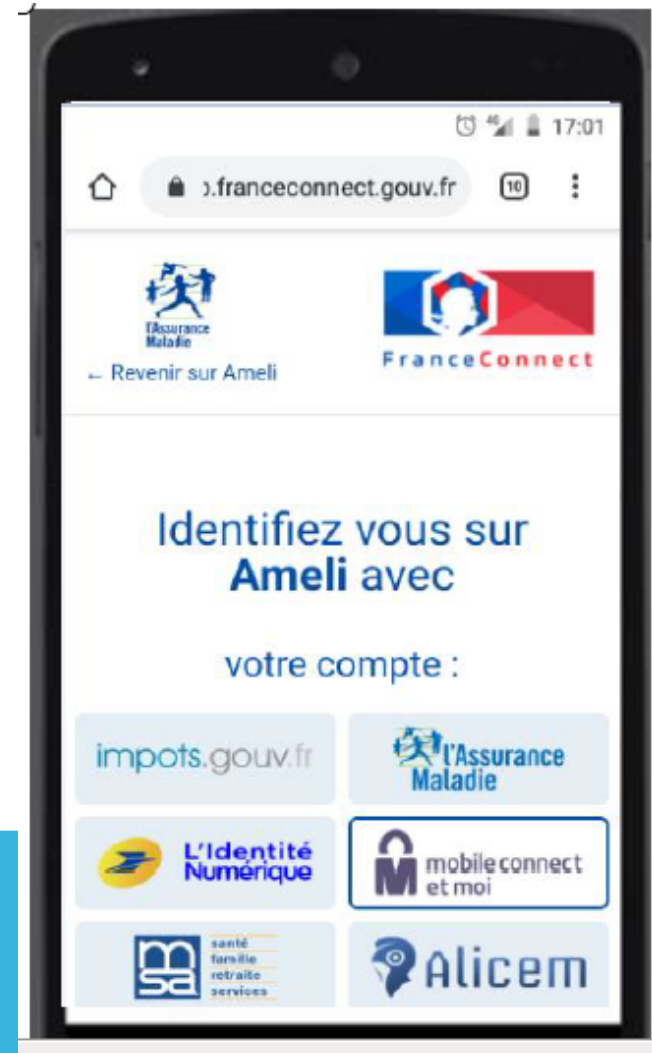 17:01
.franceconnect.gouv.fr
10
l'Assurance
Maladie
← Revenir sur Ameli
FranceConnect
Identifiez vous sur
Ameli avec
votre compte :
impots.gouv.fr
l'Assurance
Maladie
L'Identité
Numérique
mobile connect
et moi
msa
santé
famille
retraite
services
Alicem